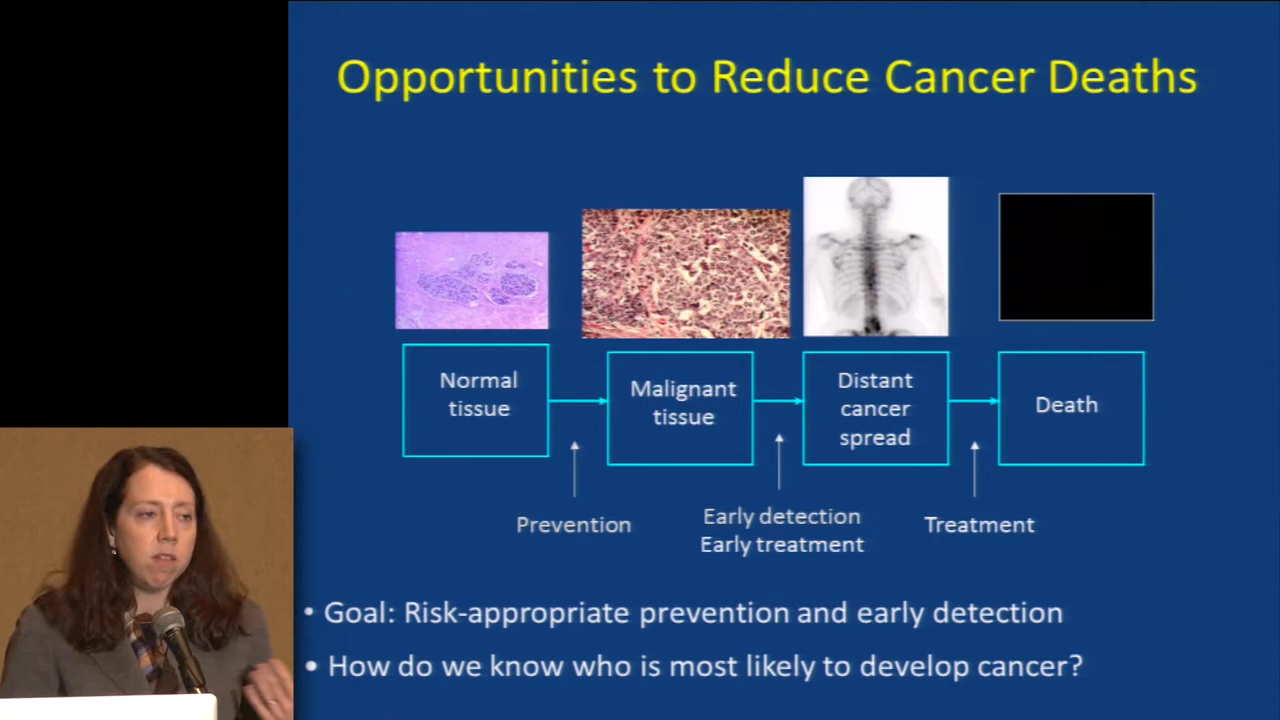 Opportunities to Reduce Cancer Deaths
Normal
tissue
Malignant
tissue
Distant
cancer
spread
Death
Prevention
Early detection
Early treatment
Treatment
• Goal: Risk-appropriate prevention and early detection
• How do we know who is most likely to develop cancer?